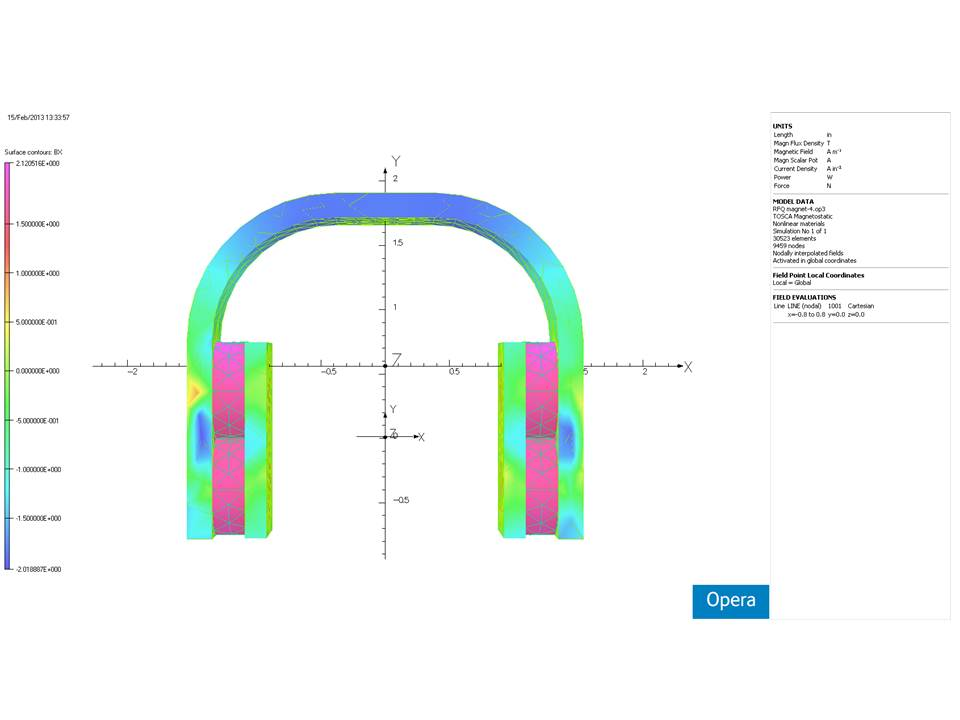 15/Feb/2013 13:33:57
Surface contours: BX
2.120516E+000
1.500000E+000
1.000000E+000
5.000000E-001
0.000000E+000
-5.000000E-001
-1.000000E+000
-1.500000E+000
-2.018887E+000
Y
2
1.5
1
Z
-2
-0.5
0.5
5
2
X
Y
Z
X
-0.5
Opera
UNITS
Length in
Magn Flux Density T
Magnetic Field A m⁻¹
Magn Scalar Pot A
Current Density A in⁻²
Power W
Force N
MODEL DATA
RFQ magnet-4.op3
TOSCA Magnetostatic
Nonlinear materials
Simulation No 1 of 1
30523 elements
9459 nodes
Nodally interpolated fields
Activated in global coordinates
Field Point Local Coordinates
Local = Global
FIELD EVALUATIONS
Line LINE (nodal) 1001 Cartesian
x=-0.8 to 0.8 y=0.0 z=0.0